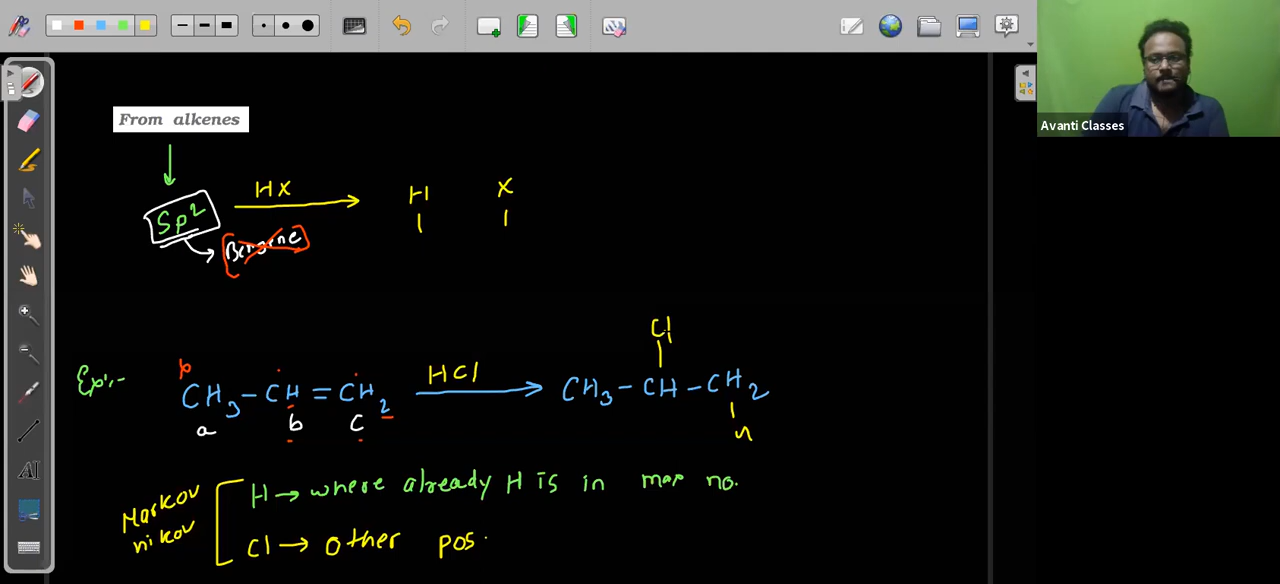 Avanti Classes
From alkenes
HX
H X
Sp²
Benzene
Cl
Ex:-
CH₃ - CH = CH₂ HCl CH₃ - CH - CH₂
a b c
H
Markov
nikov
H → where already H is in max no.
Cl → other pos.